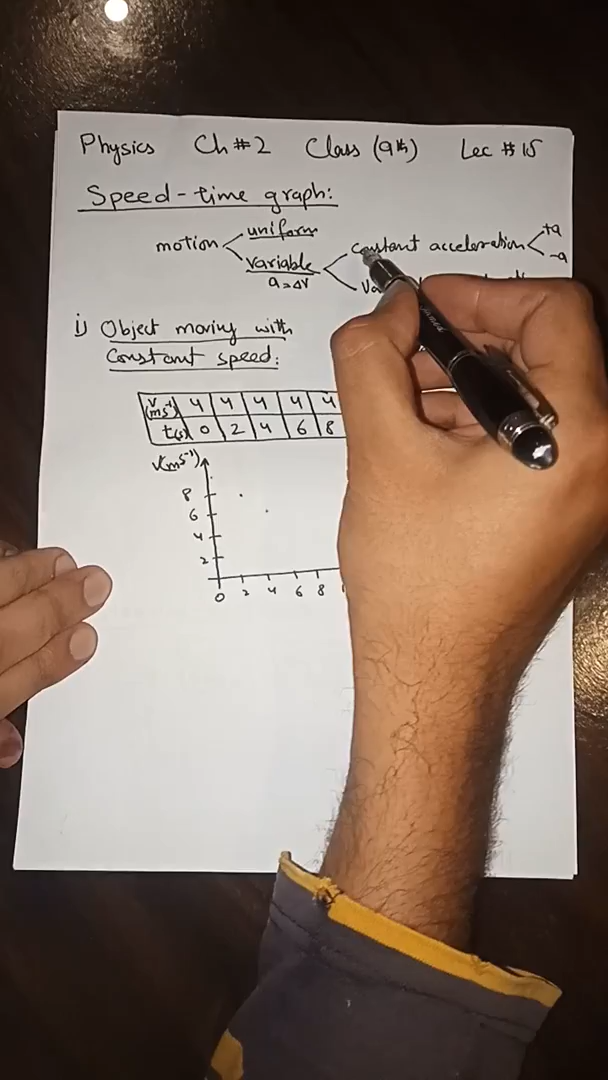 Physics Ch #2 Class (9th) Lec # 15
Speed-time graph:
motion
uniform
variable
a=ΔV
constant acceleration
+a
-a
i) Object moving with
constant speed:
V(ms⁻¹) 4 4 4 4 4
t(s) 0 2 4 6 8
V(ms⁻¹)
8
6
4
2
0 2 4 6 8